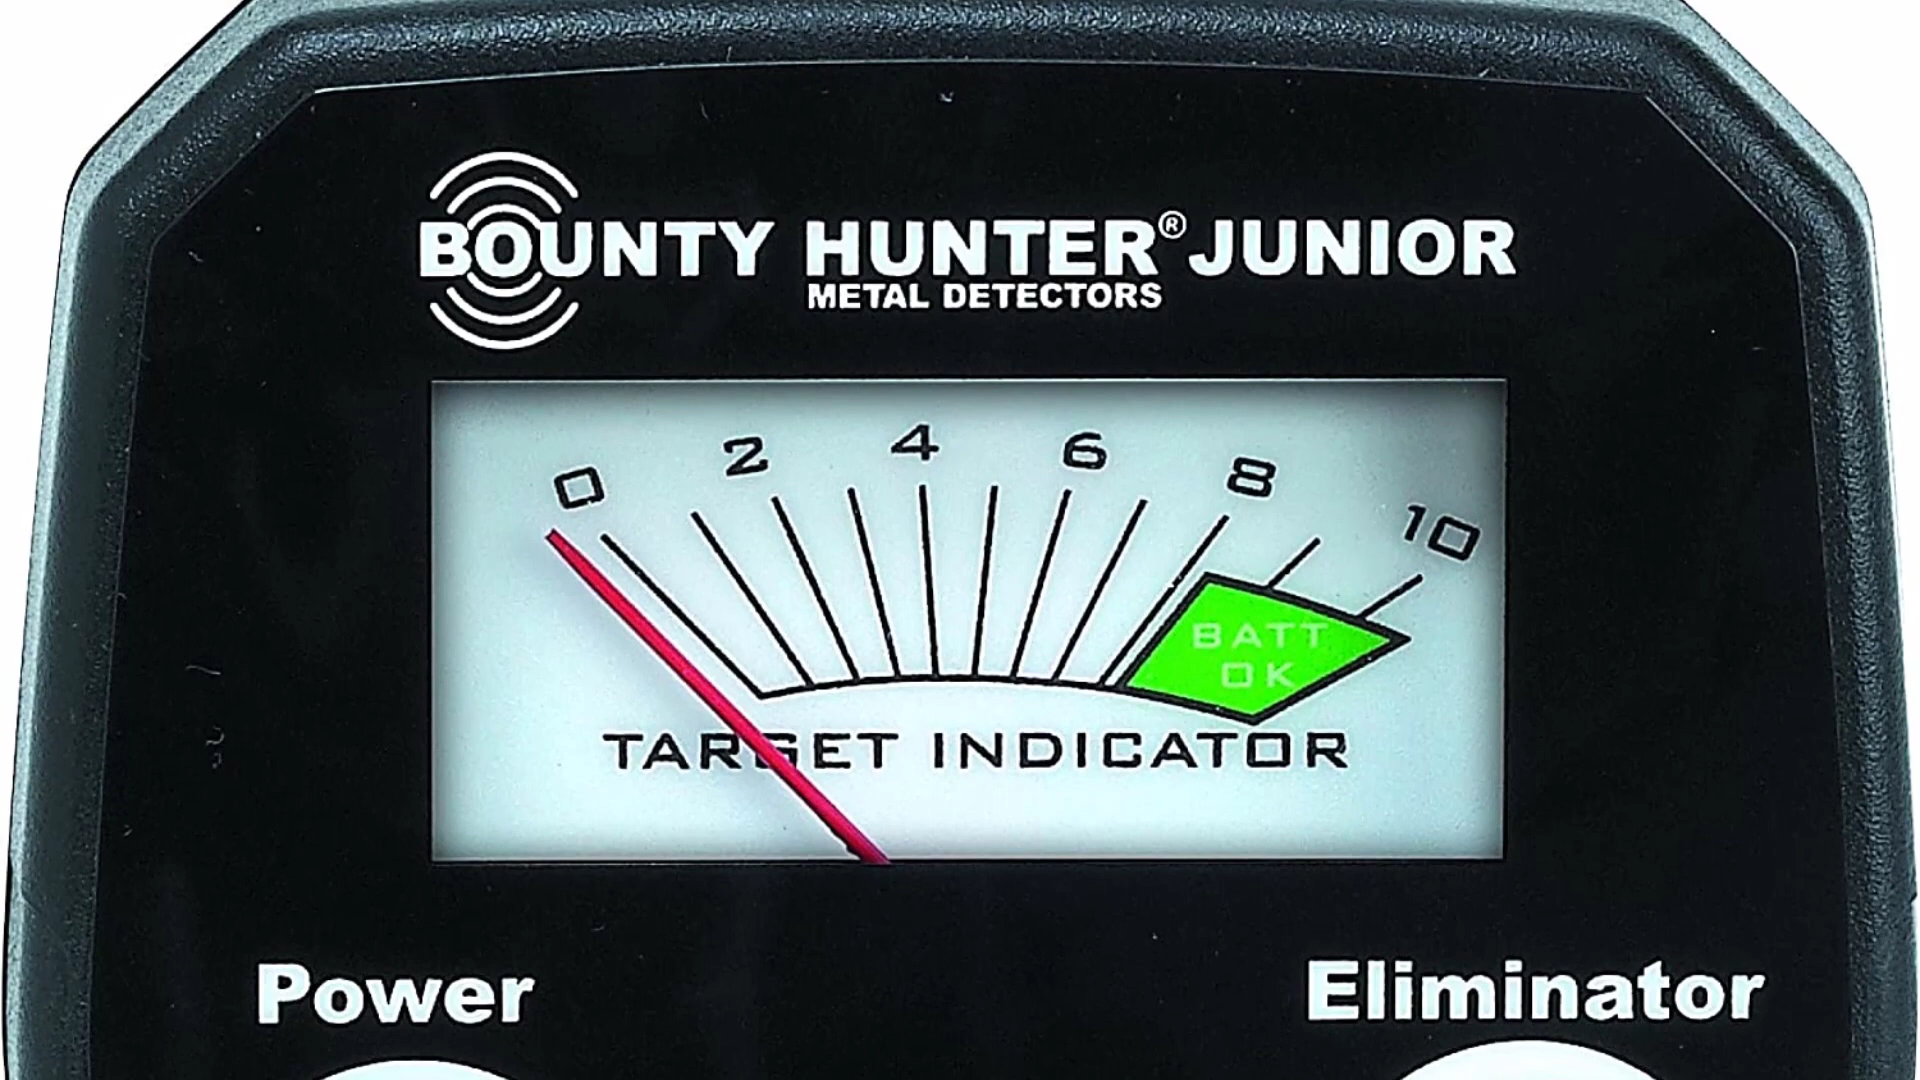 BOUNTY HUNTER® JUNIOR
METAL DETECTORS
0 2 4 6 8 10
BATT
OK
TARGET INDICATOR
Power Eliminator